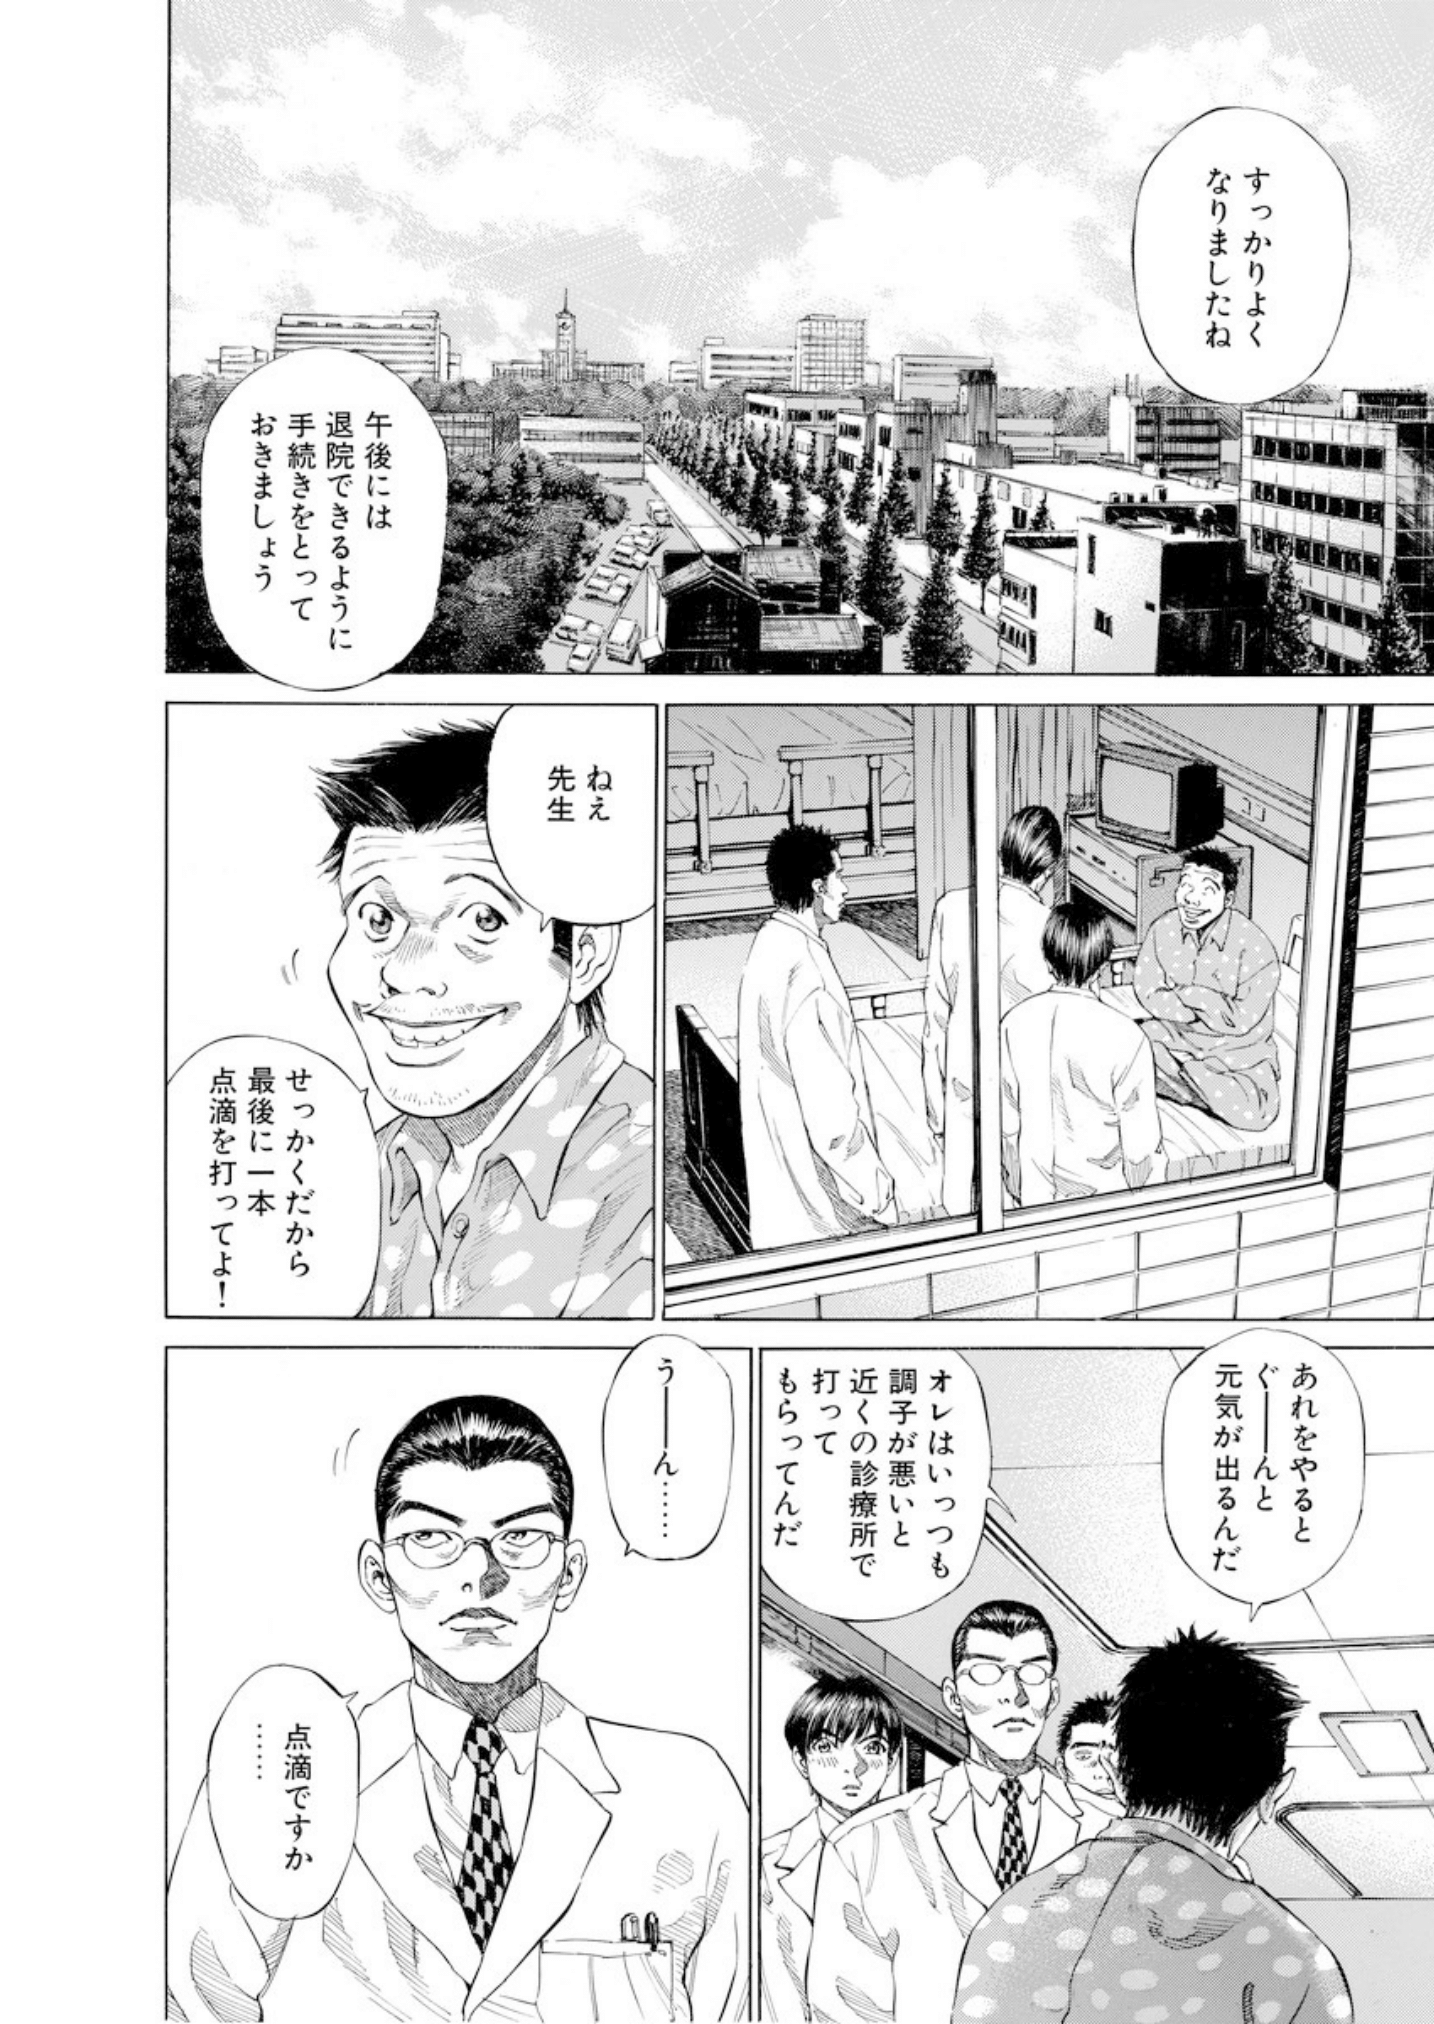 すっかりよく
なりましたね
午後には
退院できるように
手続きをとって
おきましょう
ねえ
先生
せっかくだから
最後に一本
点滴を打ってよ！
あれをやると
ぐ――んと
元気が出るんだ
オレはいっつも
調子が悪いと
近くの診療所で
打って
もらってんだ
う――ん……
点滴ですか
……